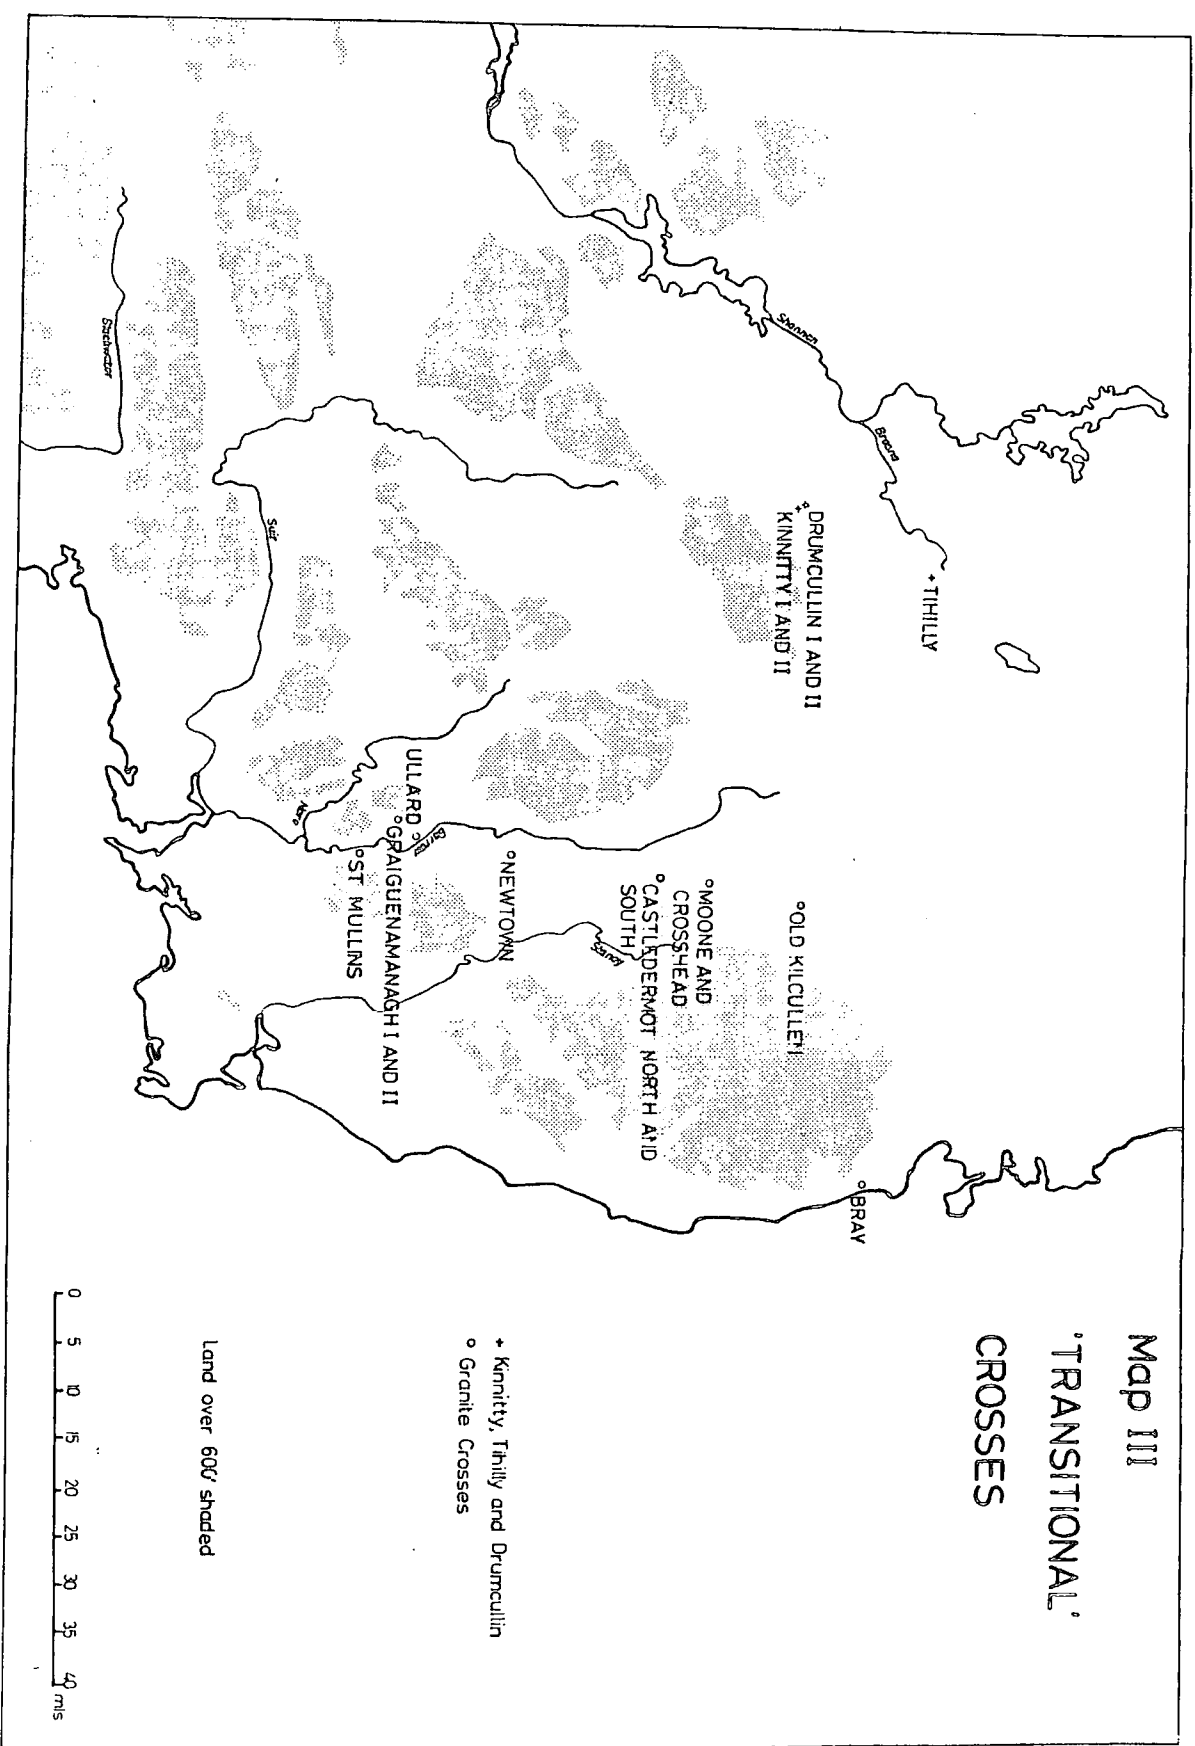 Map III
'TRANSITIONAL'
CROSSES
+ Kinnitty, Tihilly and Drumcullin
o Granite Crosses
Land over 600' shaded
0 5 10 15 20 25 30 35 40 mls
Shannon
Brosna
TIHILLY
DRUMCULLIN I AND II
KINNITTY I AND II
OLD KILCULLEN
BRAY
MOONE AND
CROSSHEAD
CASTLEDERMOT NORTH AND
SOUTH
Slaney
NEWTOWN
Barrow
ULLARD
GRAIGUENAMANAGH I AND II
ST MULLINS
Nore
Suir
Blackwater